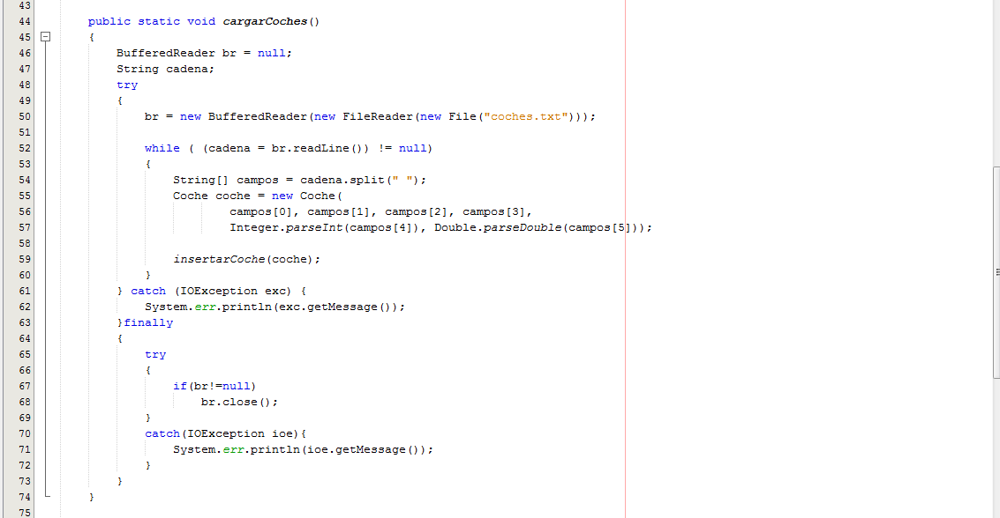 43
44 public static void cargarCoches()
45 {
46 BufferedReader br = null;
47 String cadena;
48 try
49 {
50 br = new BufferedReader(new FileReader(new File("coches.txt")));
51
52 while ( (cadena = br.readLine()) != null)
53 {
54 String[] campos = cadena.split(" ");
55 Coche coche = new Coche(
56 campos[0], campos[1], campos[2], campos[3],
57 Integer.parseInt(campos[4]), Double.parseDouble(campos[5]));
58
59 insertarCoche(coche);
60 }
61 } catch (IOException exc) {
62 System.err.println(exc.getMessage());
63 }finally
64 {
65 try
66 {
67 if(br!=null)
68 br.close();
69 }
70 catch(IOException ioe){
71 System.err.println(ioe.getMessage());
72 }
73 }
74 }
75